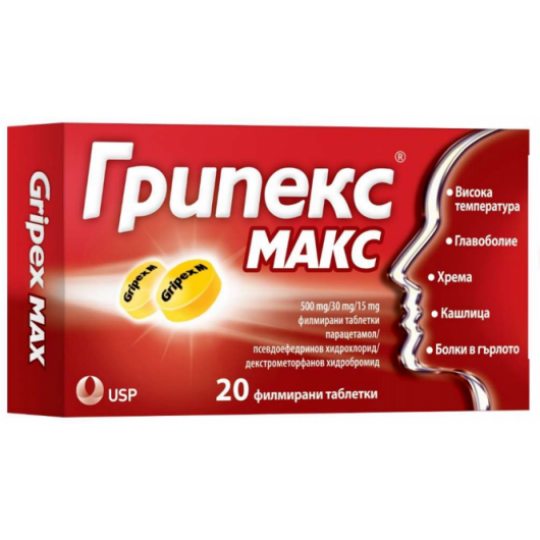 Грипекс®
МАКС
Gripex M
Gripex M
500 mg/30 mg/15 mg
филмирани таблетки
парацетамол/
псевдоефедринов хидрохлорид/
декстрометорфанов хидробромид
20 филмирани таблетки
• Висока
температура
• Главоболие
• Хрема
• Кашлица
• Болки в гърлото
Gripex MAX
USP